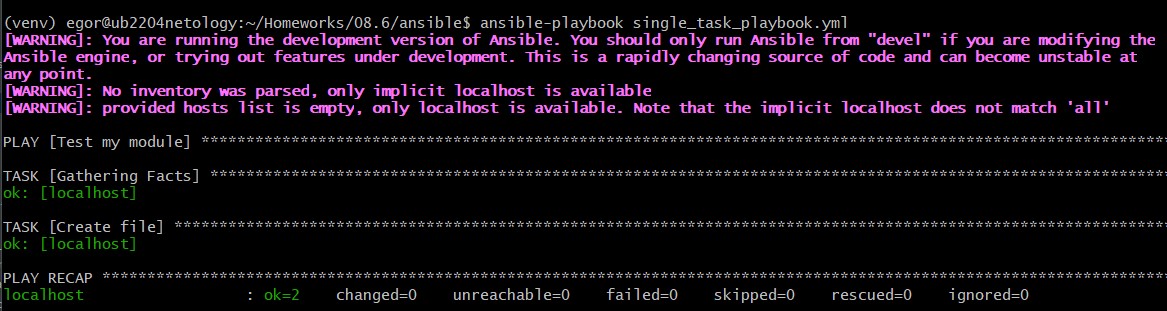 (venv) egor@ub2204netology:~/Homeworks/08.6/ansible$ ansible-playbook single_task_playbook.yml
[WARNING]: You are running the development version of Ansible. You should only run Ansible from "devel" if you are modifying the
Ansible engine, or trying out features under development. This is a rapidly changing source of code and can become unstable at
any point.
[WARNING]: No inventory was parsed, only implicit localhost is available
[WARNING]: provided hosts list is empty, only localhost is available. Note that the implicit localhost does not match 'all'
PLAY [Test my module] ***********************************************************************************************************
TASK [Gathering Facts] **********************************************************************************************************
ok: [localhost]
TASK [Create file] **************************************************************************************************************
ok: [localhost]
PLAY RECAP **********************************************************************************************************************
localhost                  : ok=2    changed=0    unreachable=0    failed=0    skipped=0    rescued=0    ignored=0